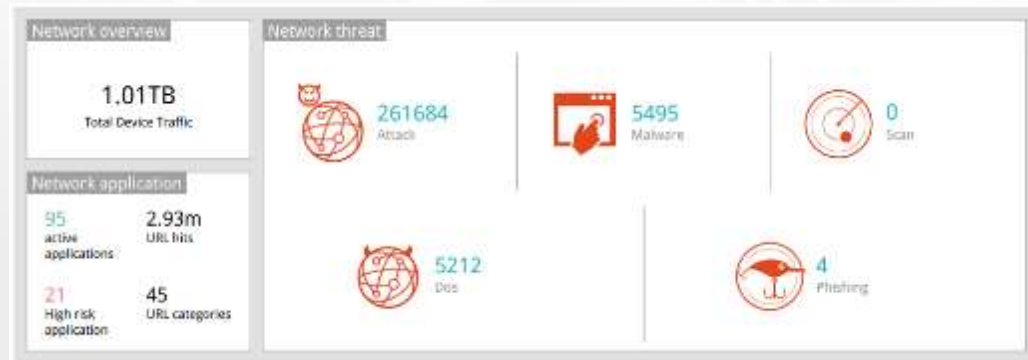 Network overview
1.01TB
Total Device Traffic
Network application
95
active
applications
2.93m
URL hits
21
High risk
application
45
URL categories
Network threat
261684
Attack
5495
Malware
0
Scan
5212
Dos
4
Phishing